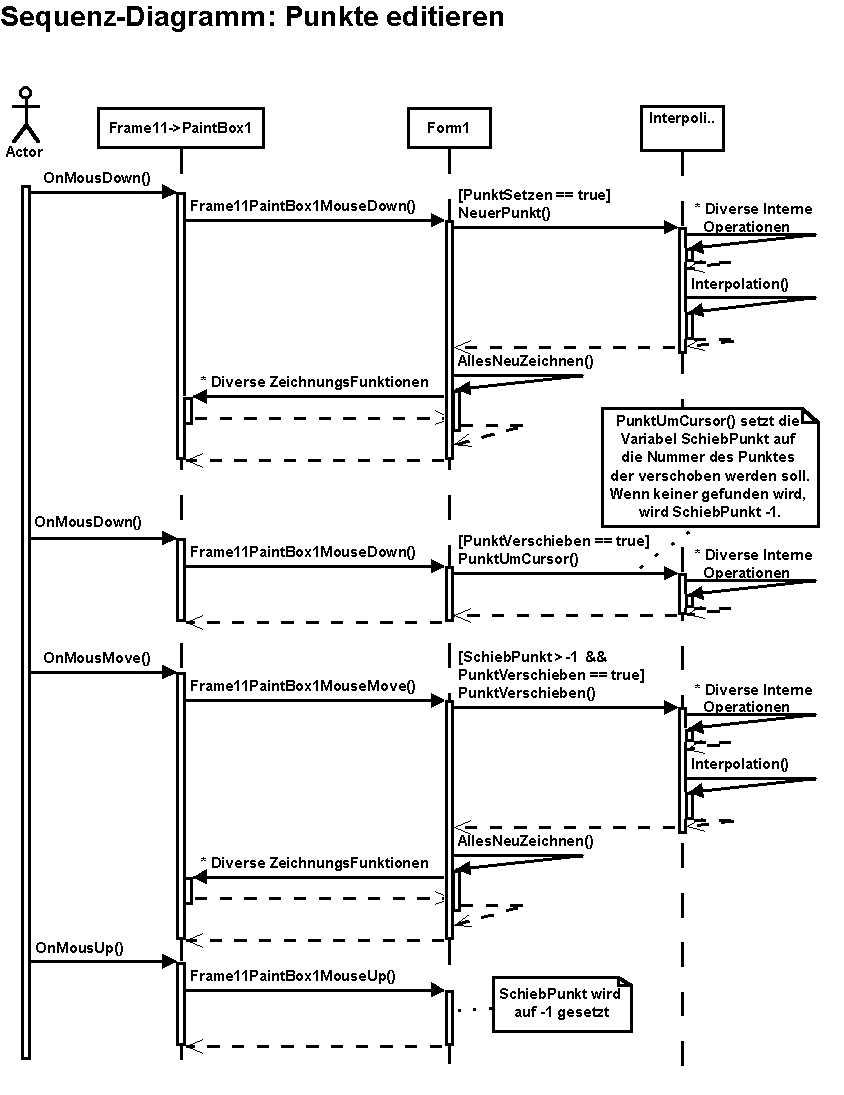 Sequenz-Diagramm: Punkte editieren
Actor
Frame11->PaintBox1
Form1
Interpoli..
OnMousDown()
Frame11PaintBox1MouseDown()
[PunktSetzen == true]
NeuerPunkt()
* Diverse Interne
Operationen
Interpolation()
AllesNeuZeichnen()
* Diverse ZeichnungsFunktionen
PunktUmCursor() setzt die
Variabel SchiebPunkt auf
die Nummer des Punktes
der verschoben werden soll.
Wenn keiner gefunden wird,
wird SchiebPunkt -1.
OnMousDown()
Frame11PaintBox1MouseDown()
[PunktVerschieben == true]
PunktUmCursor()
* Diverse Interne
Operationen
OnMousMove()
Frame11PaintBox1MouseMove()
[SchiebPunkt > -1 &&
PunktVerschieben == true]
PunktVerschieben()
* Diverse Interne
Operationen
Interpolation()
AllesNeuZeichnen()
* Diverse ZeichnungsFunktionen
OnMousUp()
Frame11PaintBox1MouseUp()
SchiebPunkt wird
auf -1 gesetzt